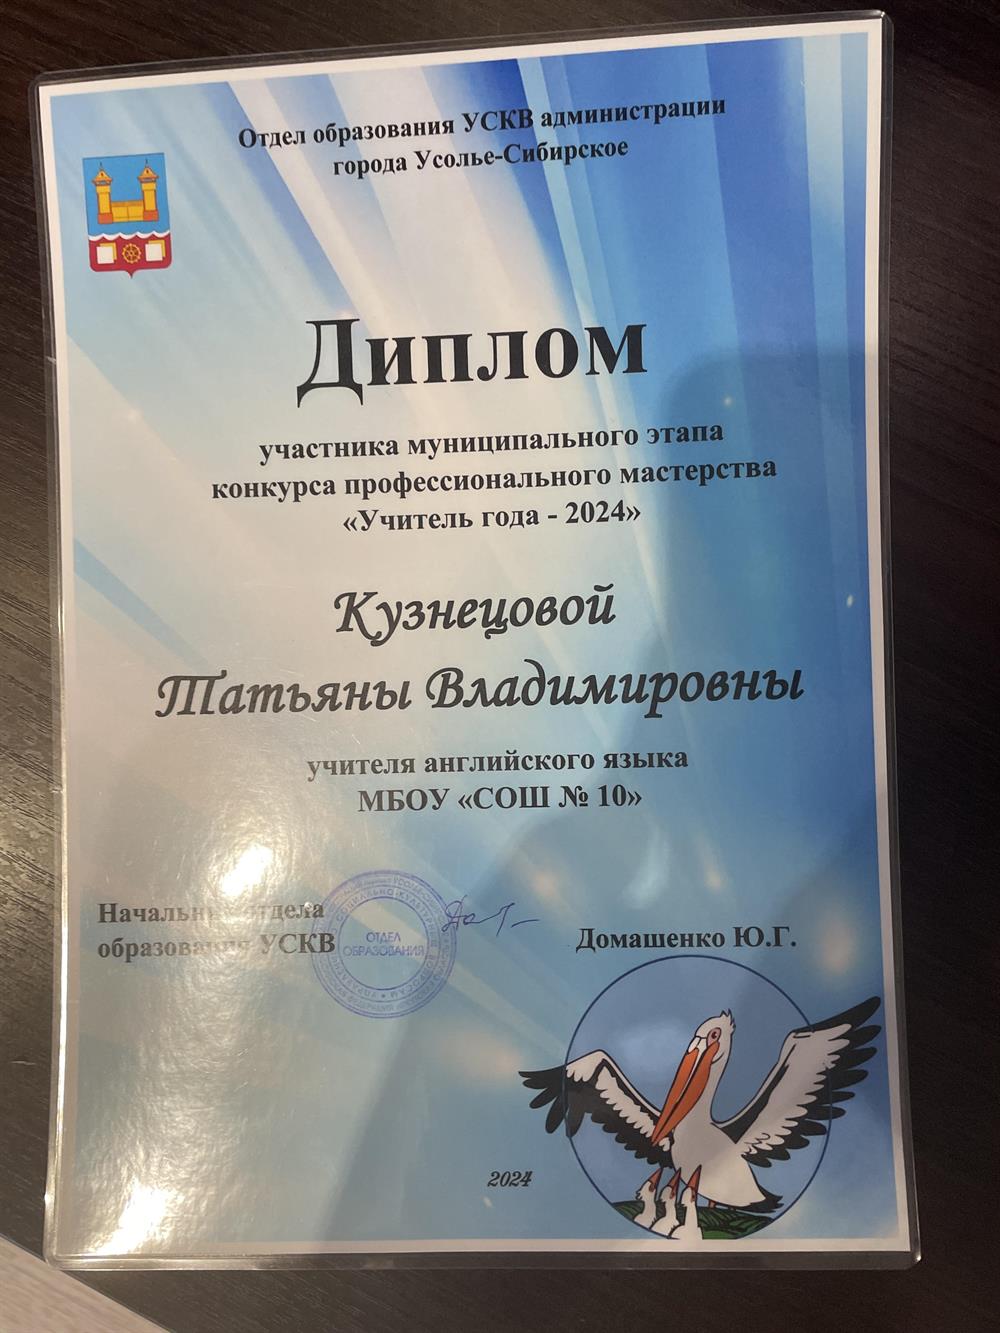 Отдел образования УСКВ администрации
города Усолье-Сибирское
Диплом
участника муниципального этапа
конкурса профессионального мастерства
«Учитель года - 2024»
Кузнецовой
Татьяны Владимировны
учителя английского языка
МБОУ «СОШ № 10»
Начальник отдела
образования УСКВ
ОТДЕЛ
ОБРАЗОВАНИЯ
Домашенко Ю.Г.
2024